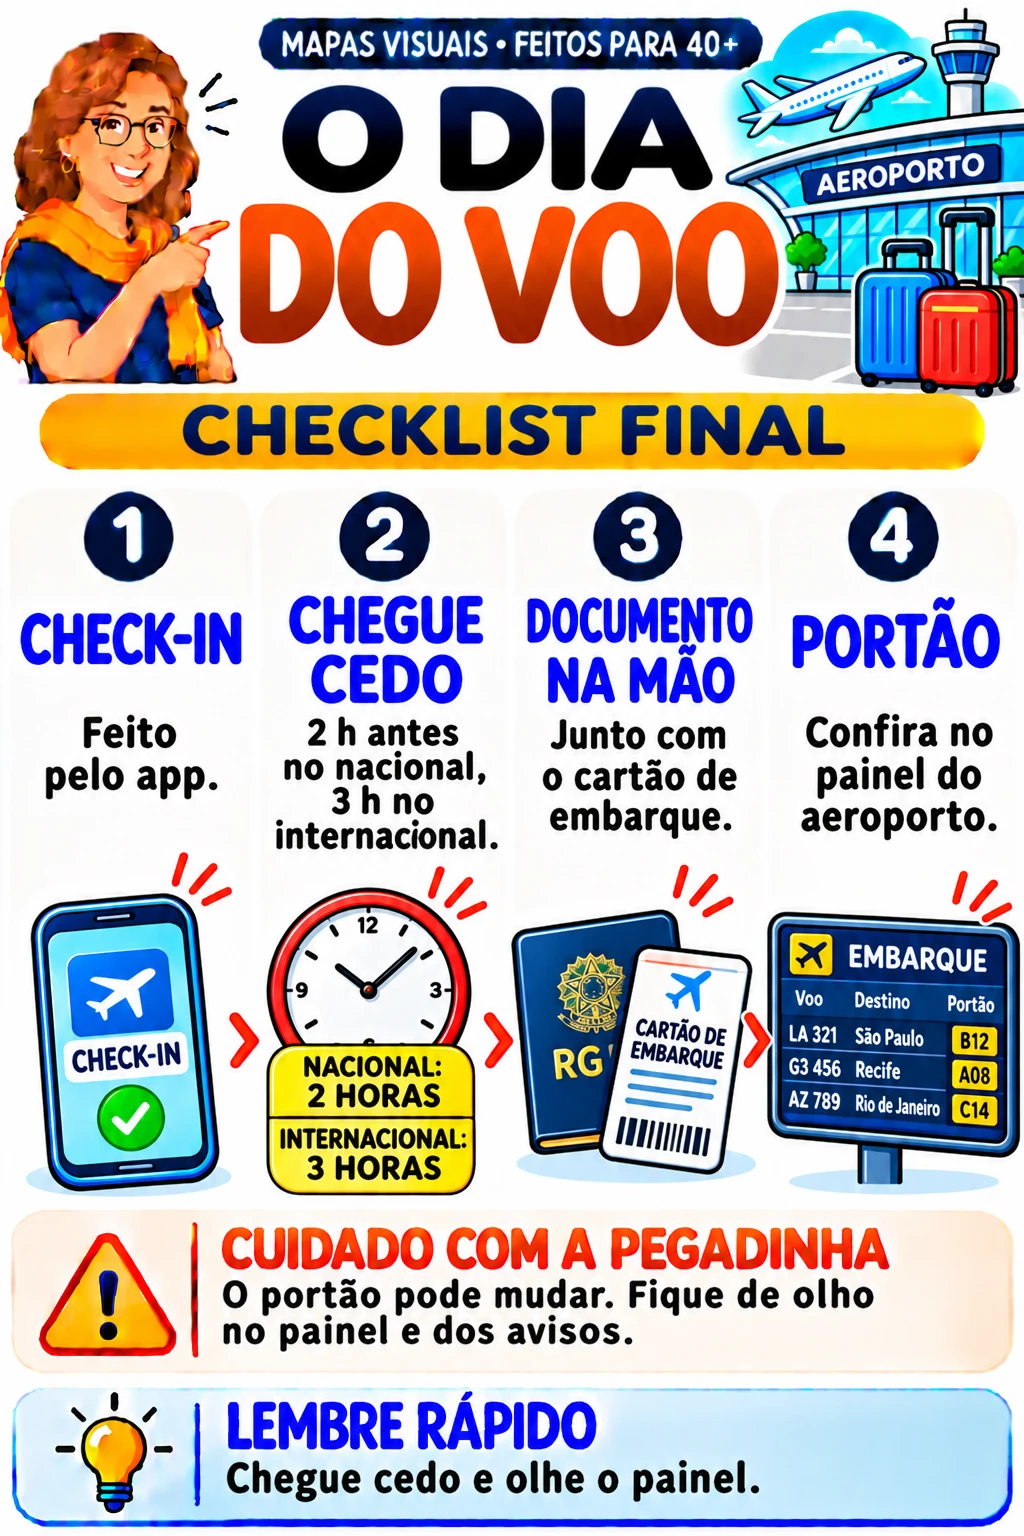 MAPAS VISUAIS • FEITOS PARA 40+
O DIA
DO VOO
AEROPORTO
CHECKLIST FINAL
1
CHECK-IN
Feito
pelo app.
2
CHEGUE
CEDO
2 h antes
no nacional,
3 h no
internacional.
3
DOCUMENTO
NA MÃO
Junto com
o cartão de
embarque.
4
PORTÃO
Confira no
painel do
aeroporto.
CHECK-IN
12
9
3
NACIONAL:
2 HORAS
INTERNACIONAL:
3 HORAS
RG
CARTÃO DE
EMBARQUE
EMBARQUE
Voo Destino Portão
LA 321 São Paulo B12
G3 456 Recife A08
AZ 789 Rio de Janeiro C14
CUIDADO COM A PEGADINHA
O portão pode mudar. Fique de olho
no painel e dos avisos.
LEMBRE RÁPIDO
Chegue cedo e olhe o painel.